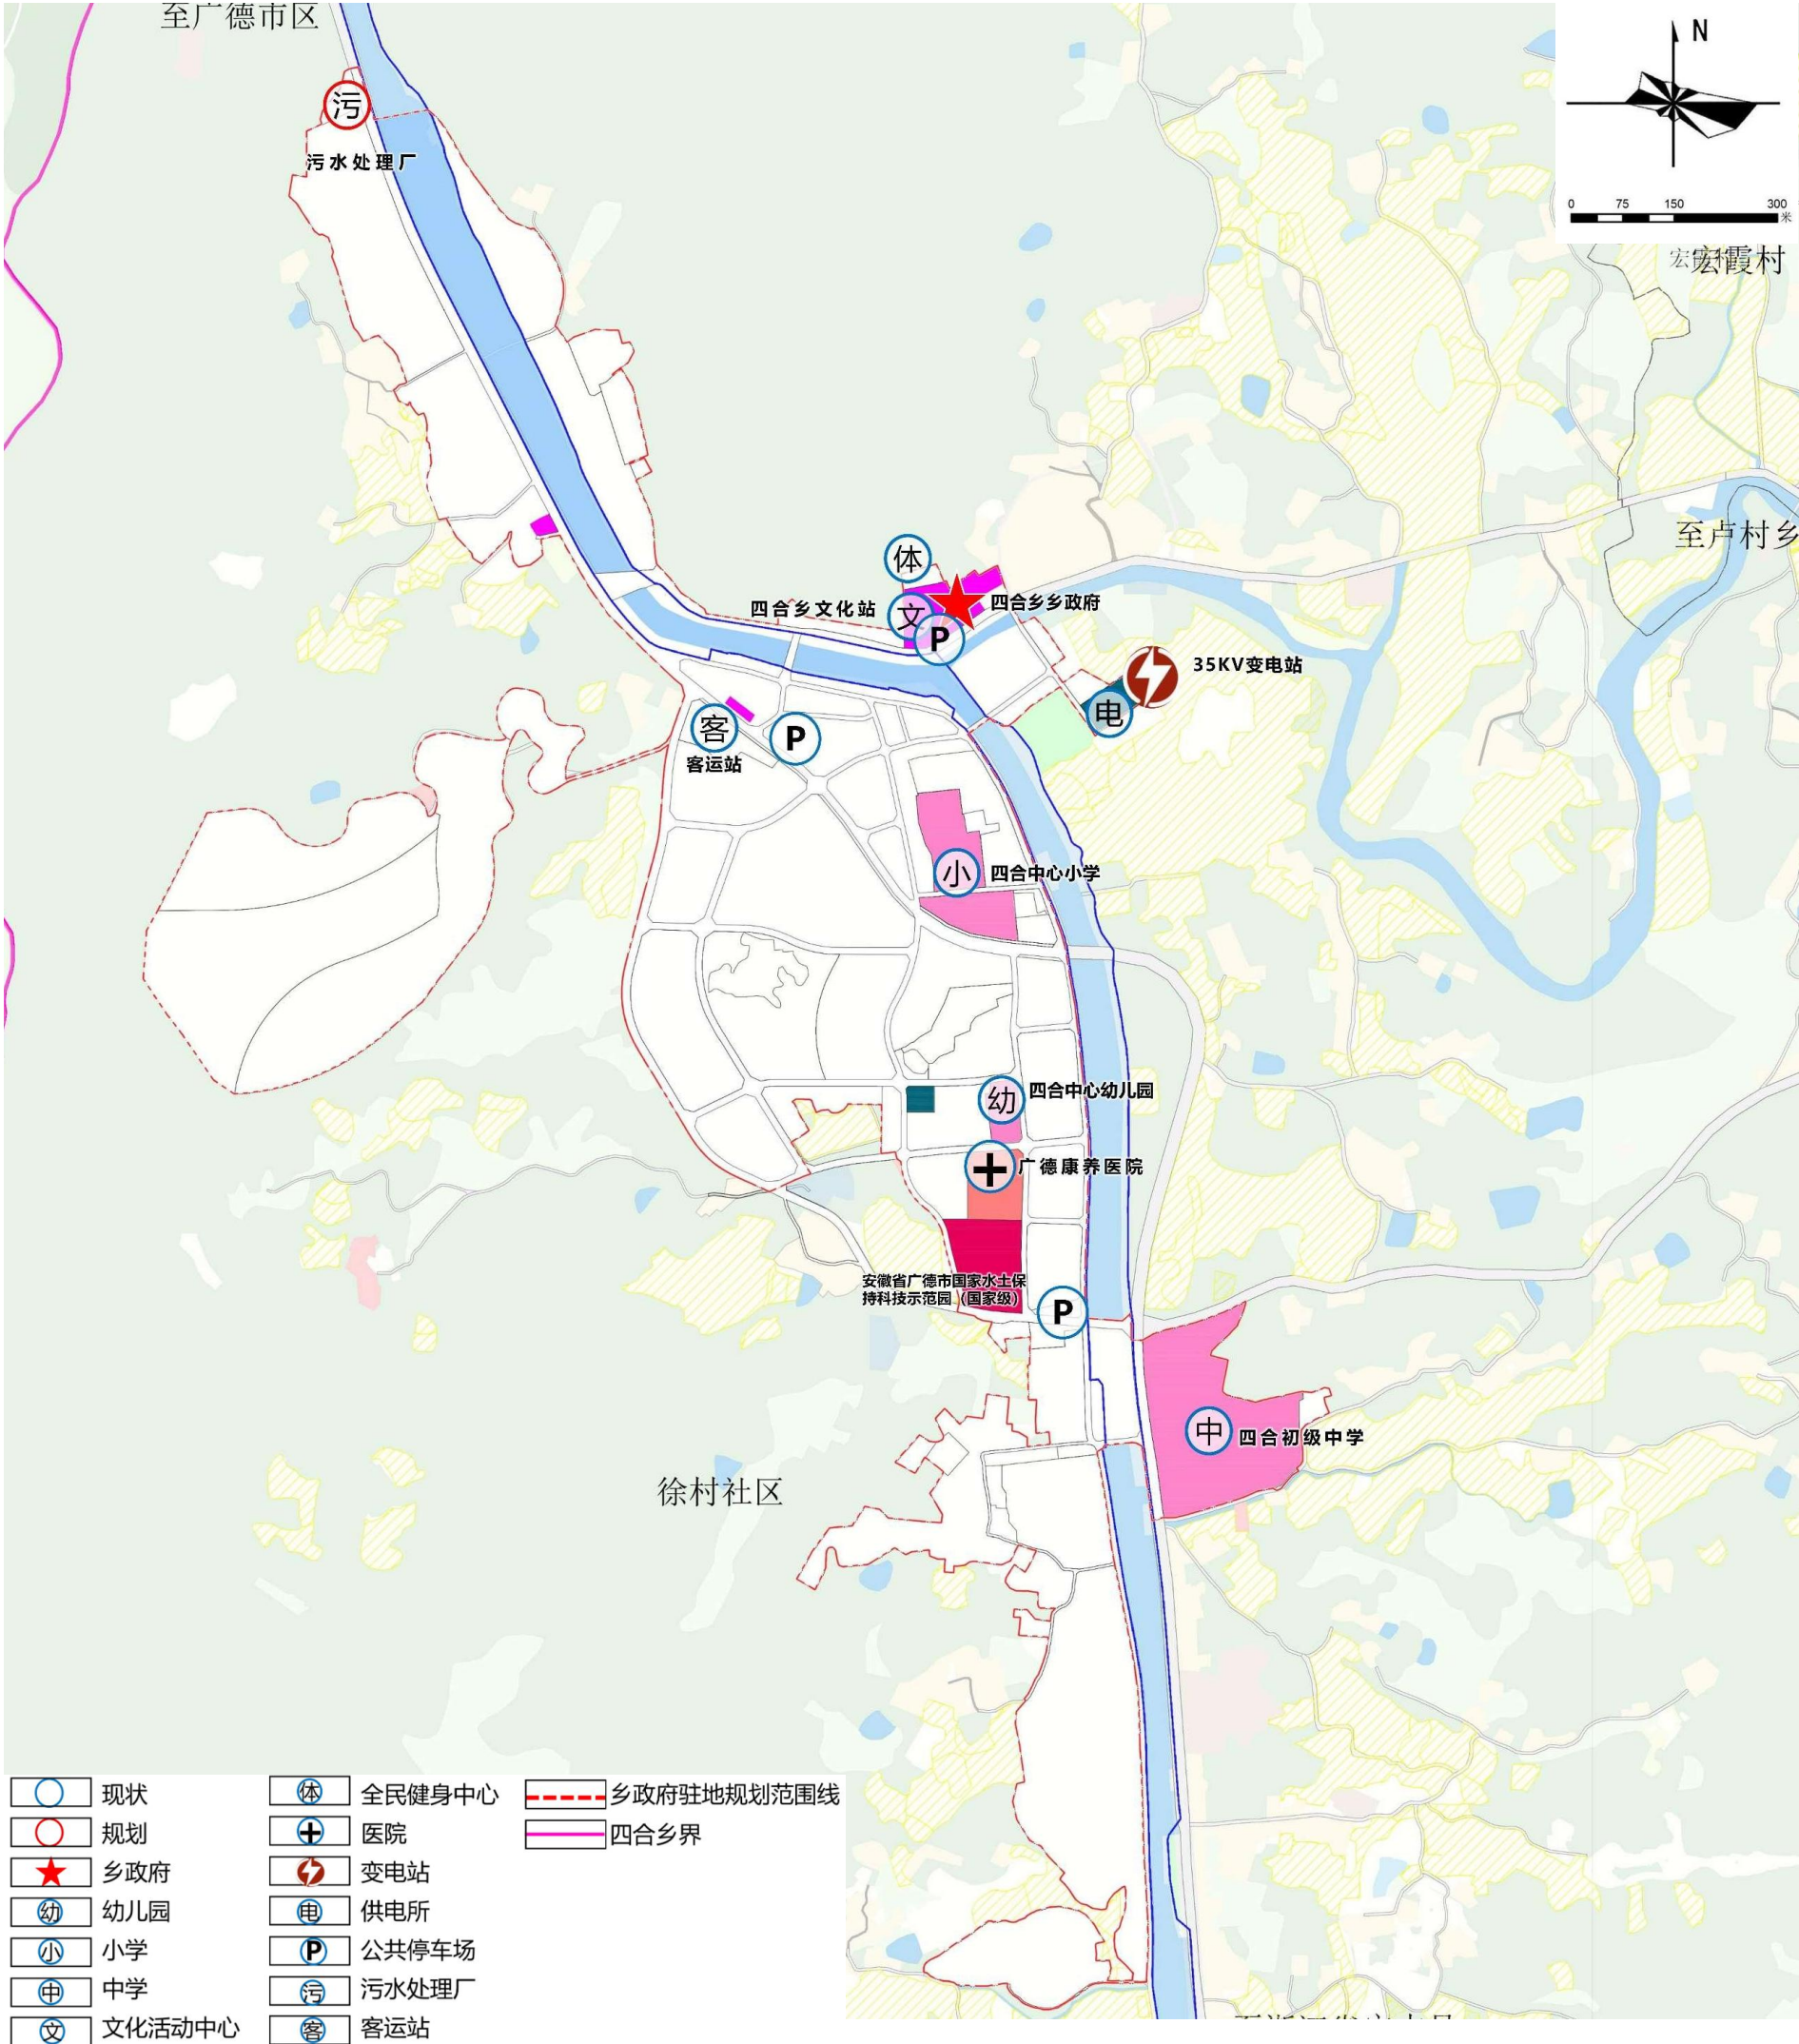 至广德市区
N
污
污水处理厂
0 75 150 300
米
宏霞村
至卢村乡
体
四合乡文化站
文
四合乡乡政府
P
35KV变电站
电
客
P
客运站
小
四合中心小学
幼
四合中心幼儿园
广德康养医院
安徽省广德市国家水土保
持科技示范园（国家级）
P
中
四合初级中学
徐村社区
现状
体
全民健身中心
乡政府驻地规划范围线
规划
医院
四合乡界
乡政府
变电站
幼
幼儿园
电
供电所
小
小学
P
公共停车场
中
中学
污
污水处理厂
文
文化活动中心
客
客运站